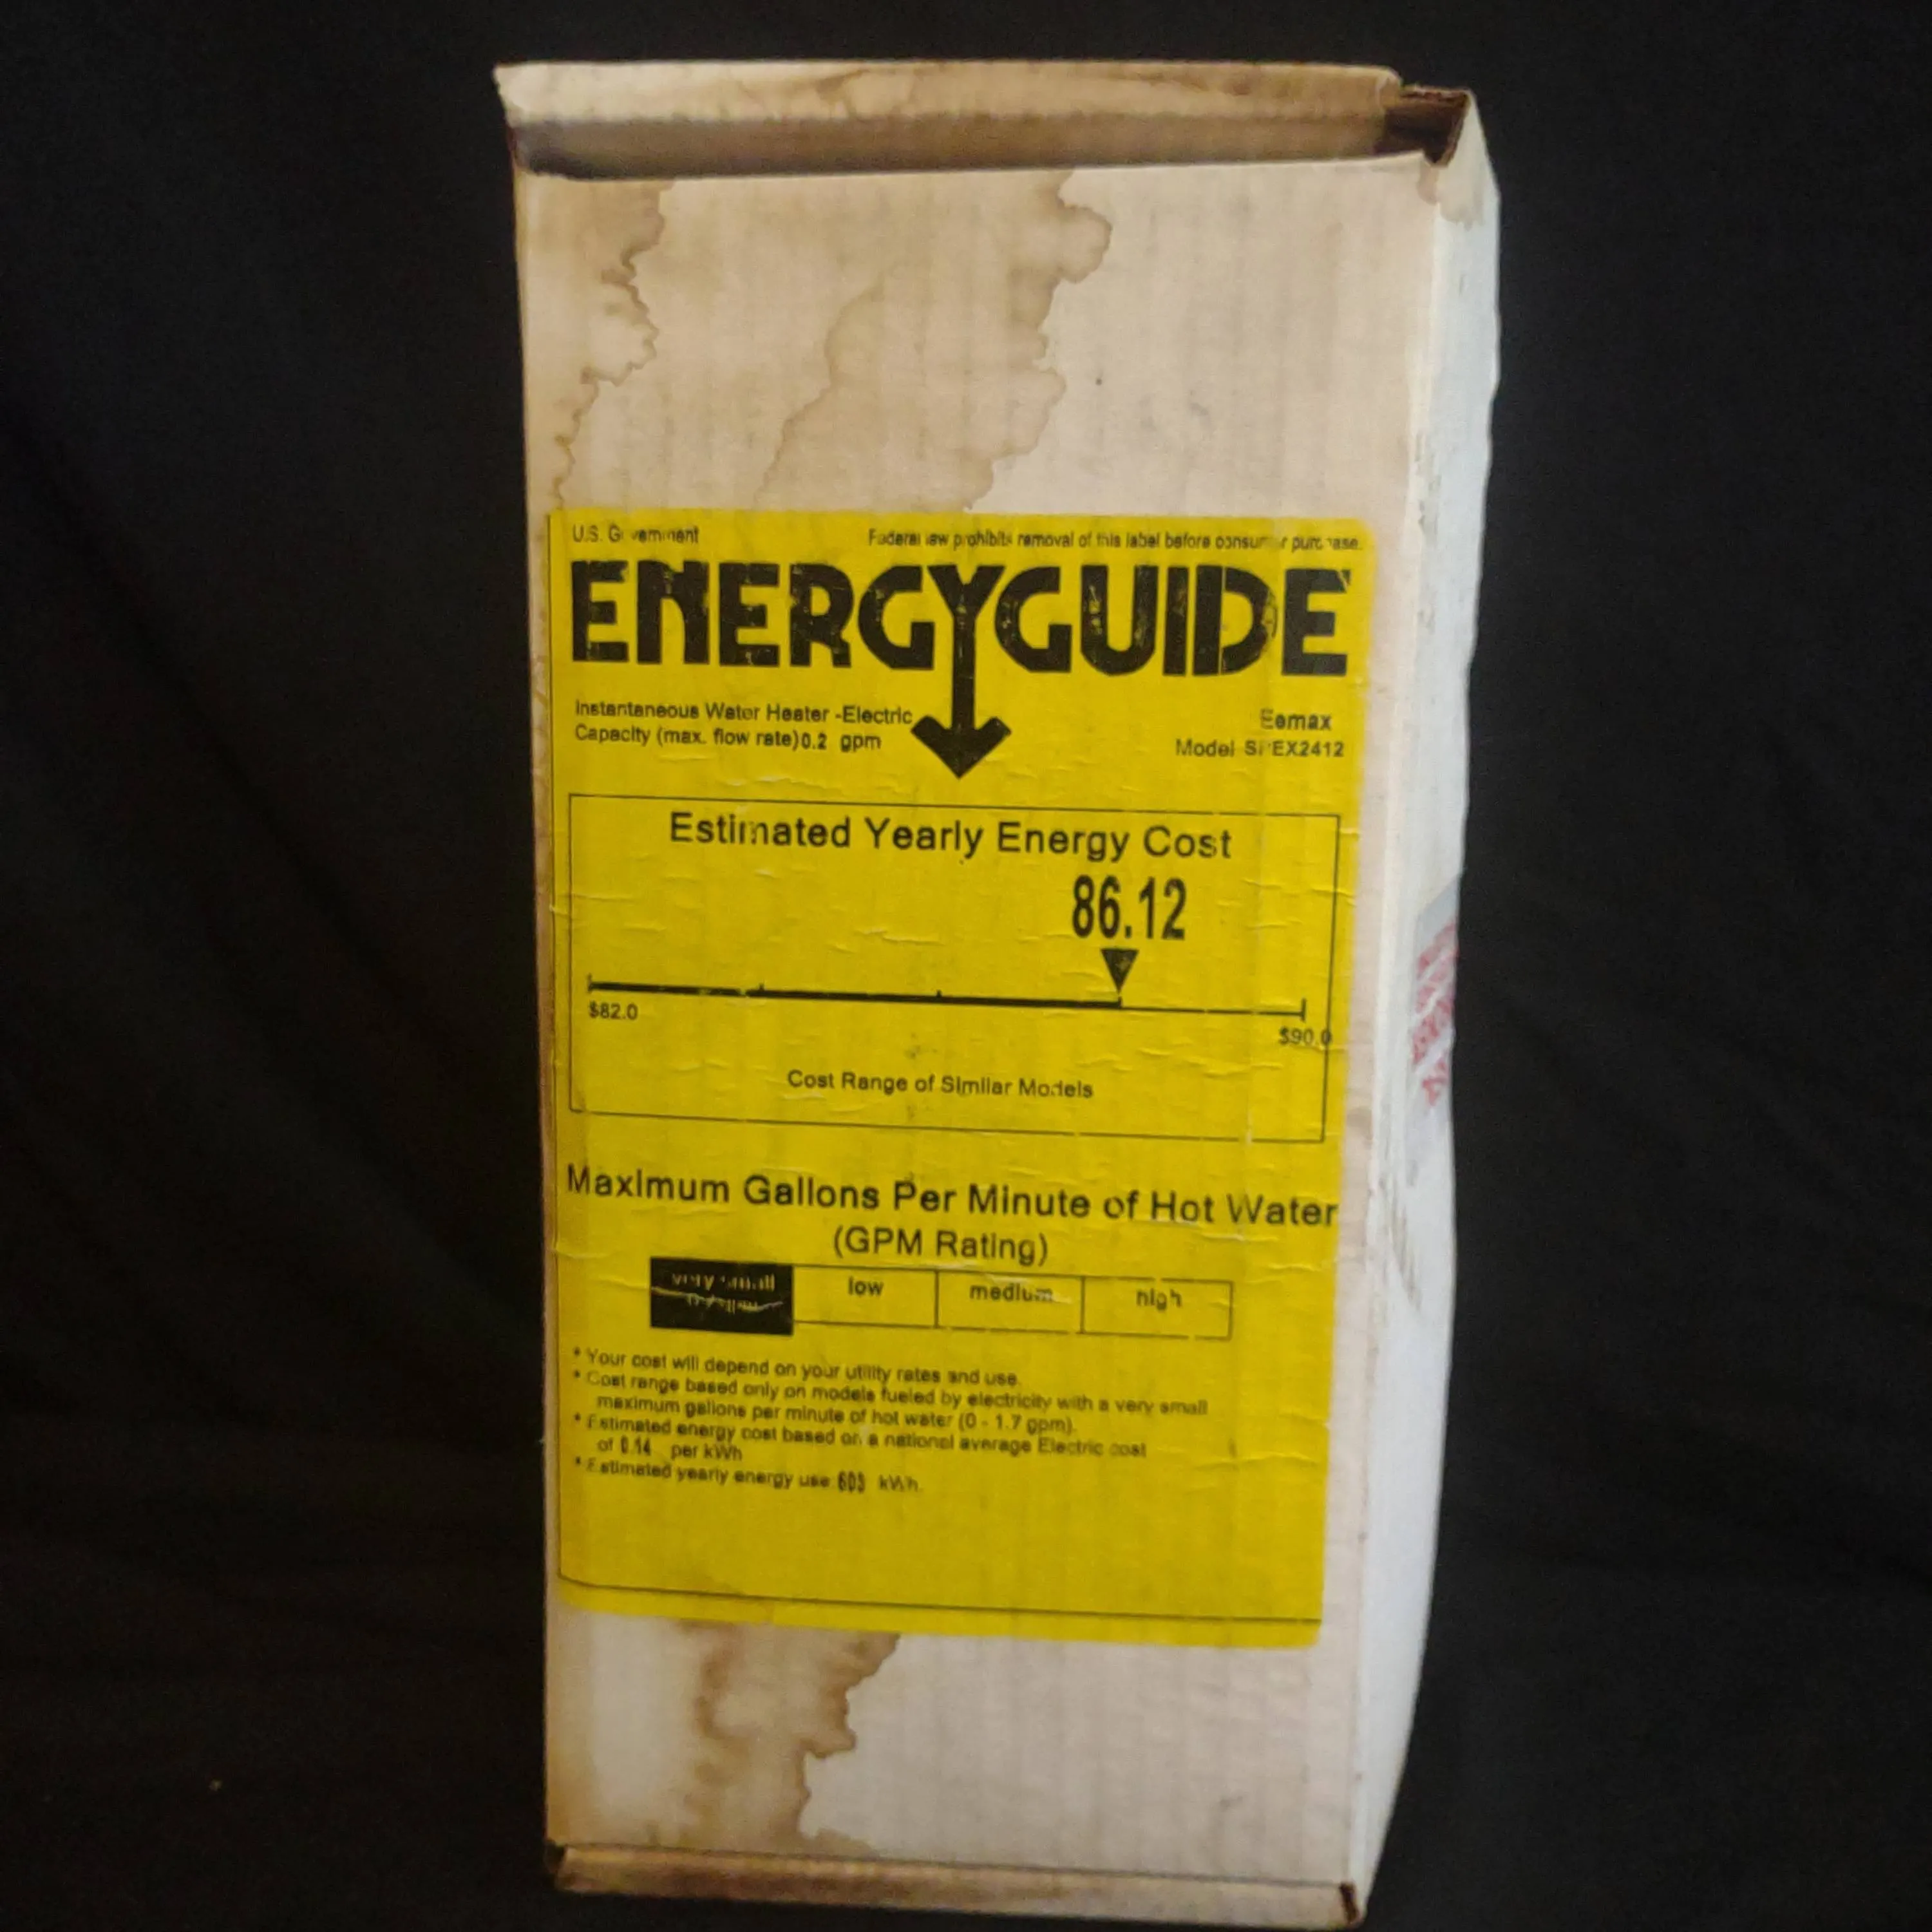 U.S. Government
Federal law prohibits removal of this label before consumer purchase.
ENERGYGUIDE
Instantaneous Water Heater -Electric
Capacity (max. flow rate)0.2 gpm
Eemax
Model SPEX2412
Estimated Yearly Energy Cost
86.12
$82.0
$90.0
Cost Range of Similar Models
Maximum Gallons Per Minute of Hot Water
(GPM Rating)
very small
low
medium
high
* Your cost will depend on your utility rates and use.
* Cost range based only on models fueled by electricity with a very small
maximum gallons per minute of hot water (0 - 1.7 gpm).
* Estimated energy cost based on a national average Electric cost
of 0.14 per kWh
* Estimated yearly energy use 603 kWh.